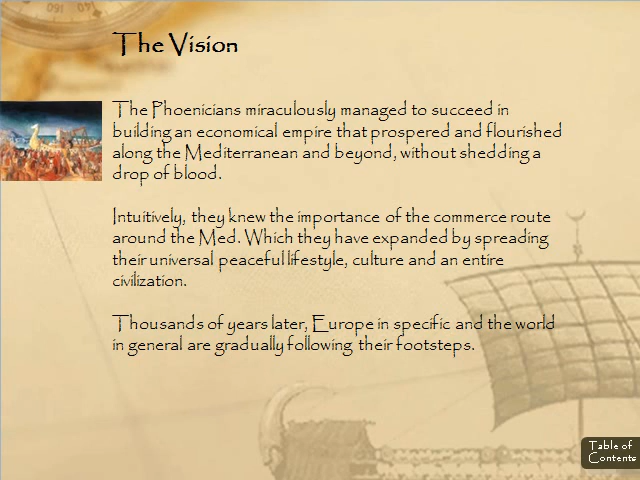 The Vision
The Phoenicians miraculously managed to succeed in
building an economical empire that prospered and flourished
along the Mediterranean and beyond, without shedding a
drop of blood.
Intuitively, they knew the importance of the commerce route
around the Med. Which they have expanded by spreading
their universal peaceful lifestyle, culture and an entire
civilization.
Thousands of years later, Europe in specific and the world
in general are gradually following their footsteps.
Table of
Contents